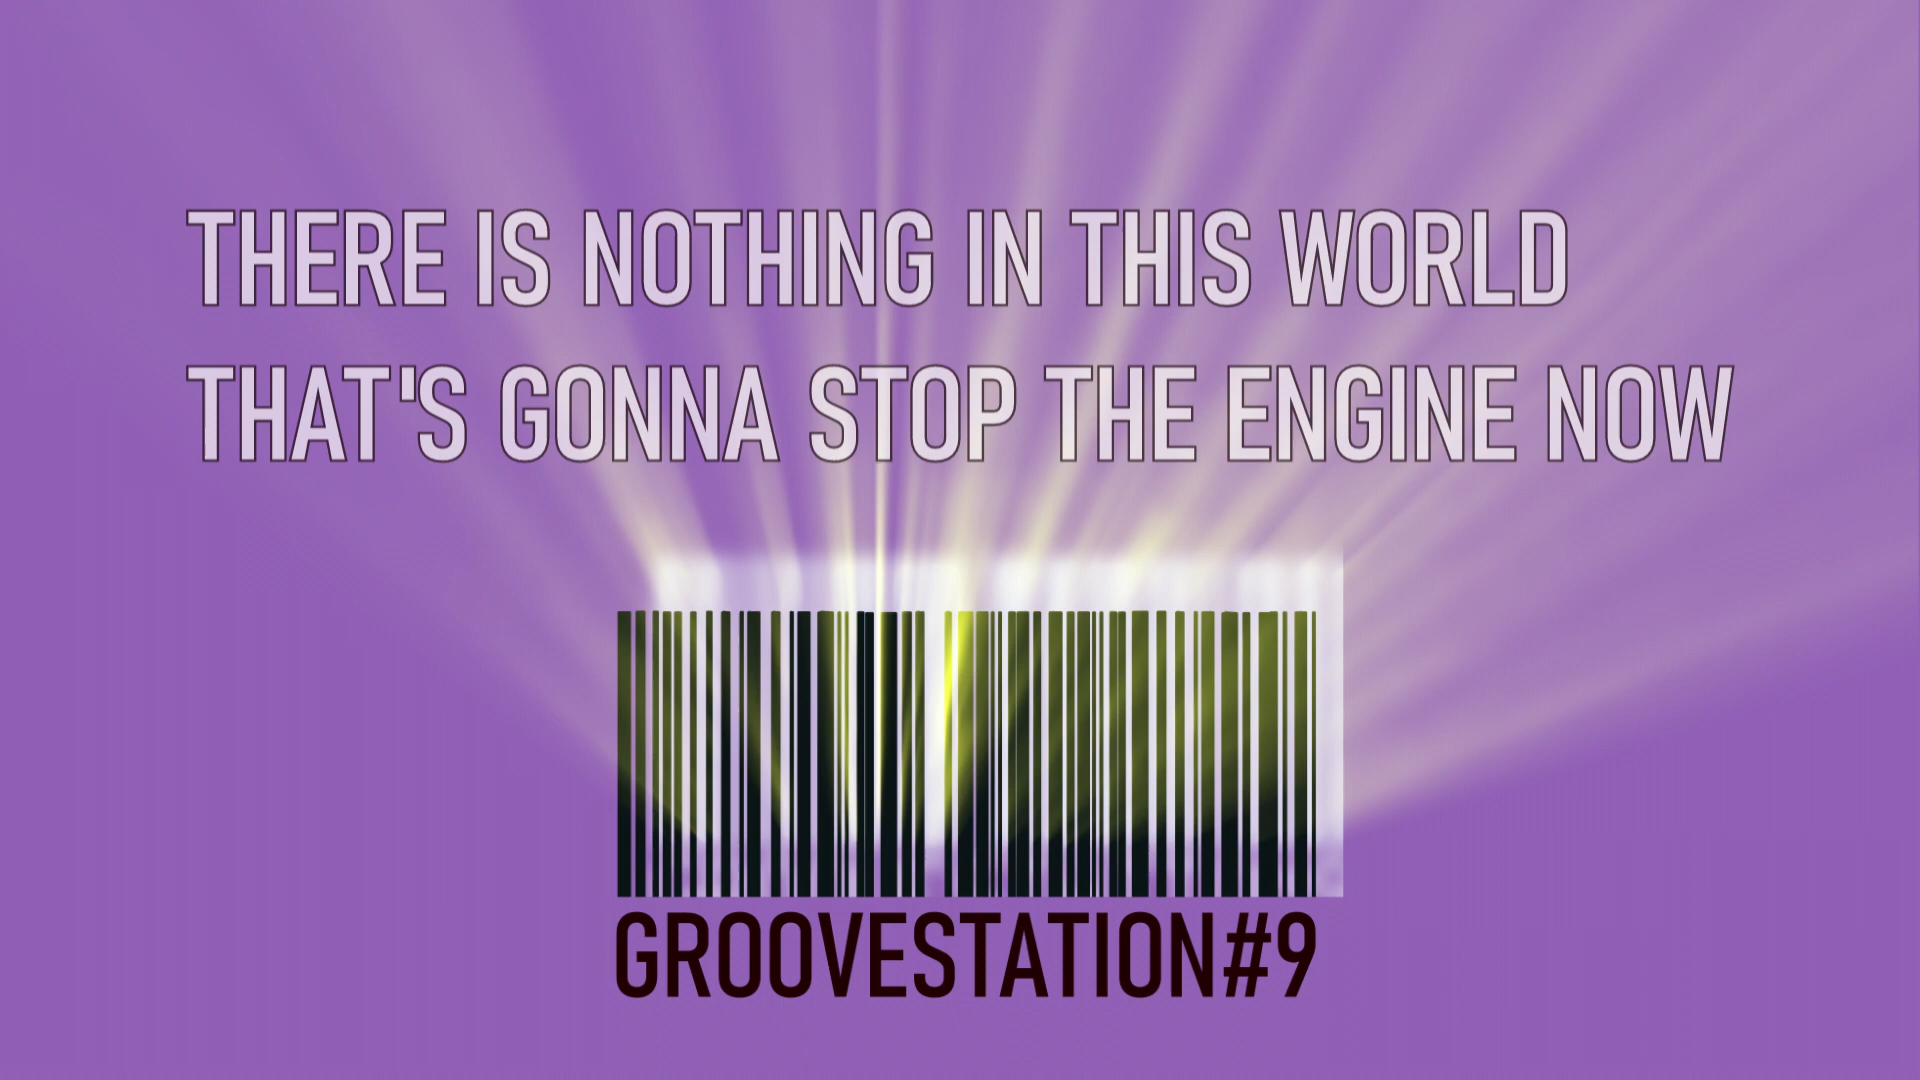 THERE IS NOTHING IN THIS WORLD
THAT'S GONNA STOP THE ENGINE NOW
GROOVESTATION#9